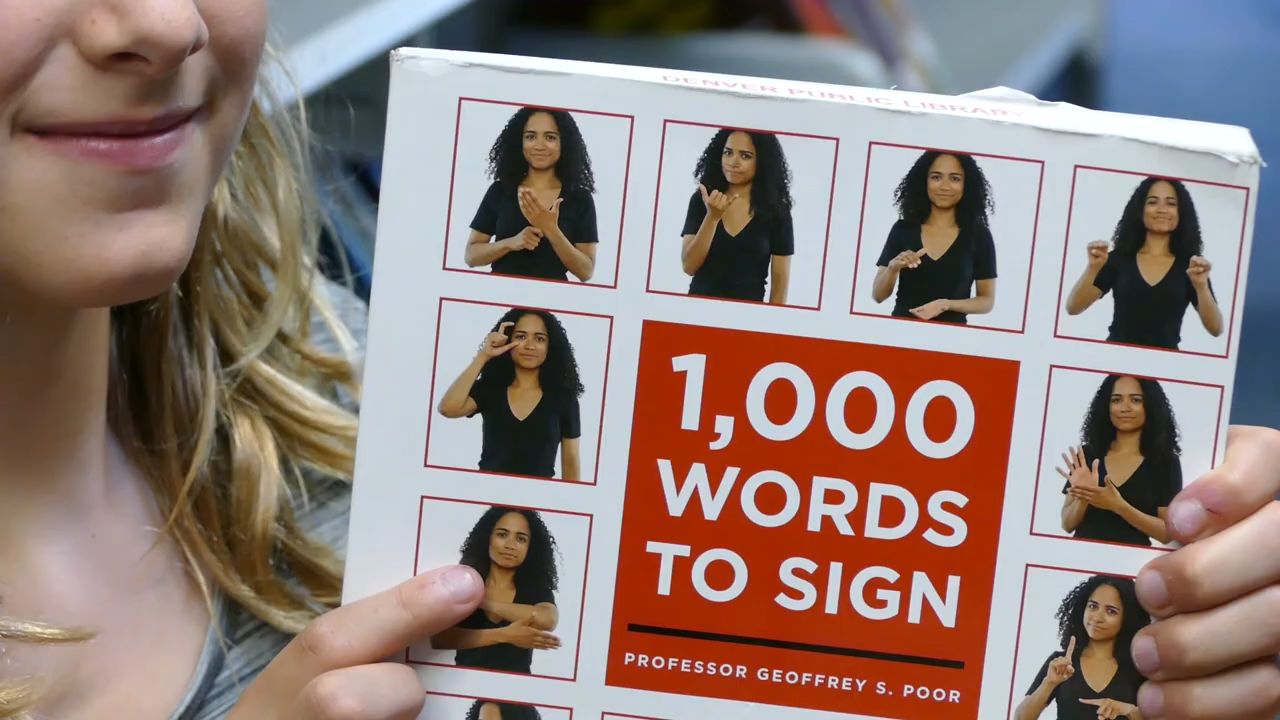 DENVER PUBLIC LIBRARY
1,000
WORDS
TO SIGN
PROFESSOR GEOFFREY S. POOR